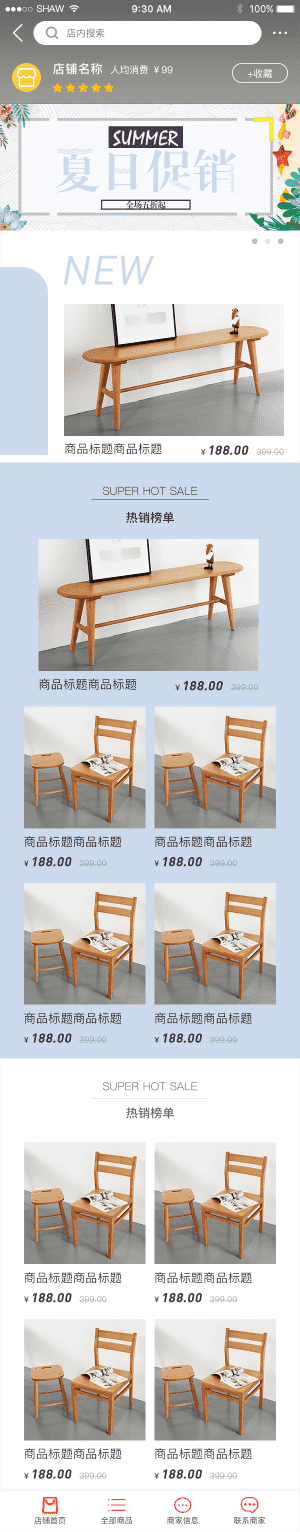 SHAW
9:30 AM
100%
店内搜索
店铺名称 人均消费 ¥99
+收藏
SUMMER
夏日促销
全场五折起
NEW
商品标题商品标题
¥ 188.00 399.00
SUPER HOT SALE
热销榜单
商品标题商品标题
¥ 188.00 399.00
商品标题商品标题
¥ 188.00 399.00
商品标题商品标题
¥ 188.00 399.00
商品标题商品标题
¥ 188.00 399.00
商品标题商品标题
¥ 188.00 399.00
SUPER HOT SALE
热销榜单
商品标题商品标题
¥ 188.00 399.00
商品标题商品标题
¥ 188.00 399.00
商品标题商品标题
¥ 188.00 399.00
商品标题商品标题
¥ 188.00 399.00
店铺首页
全部商品
商家信息
联系商家